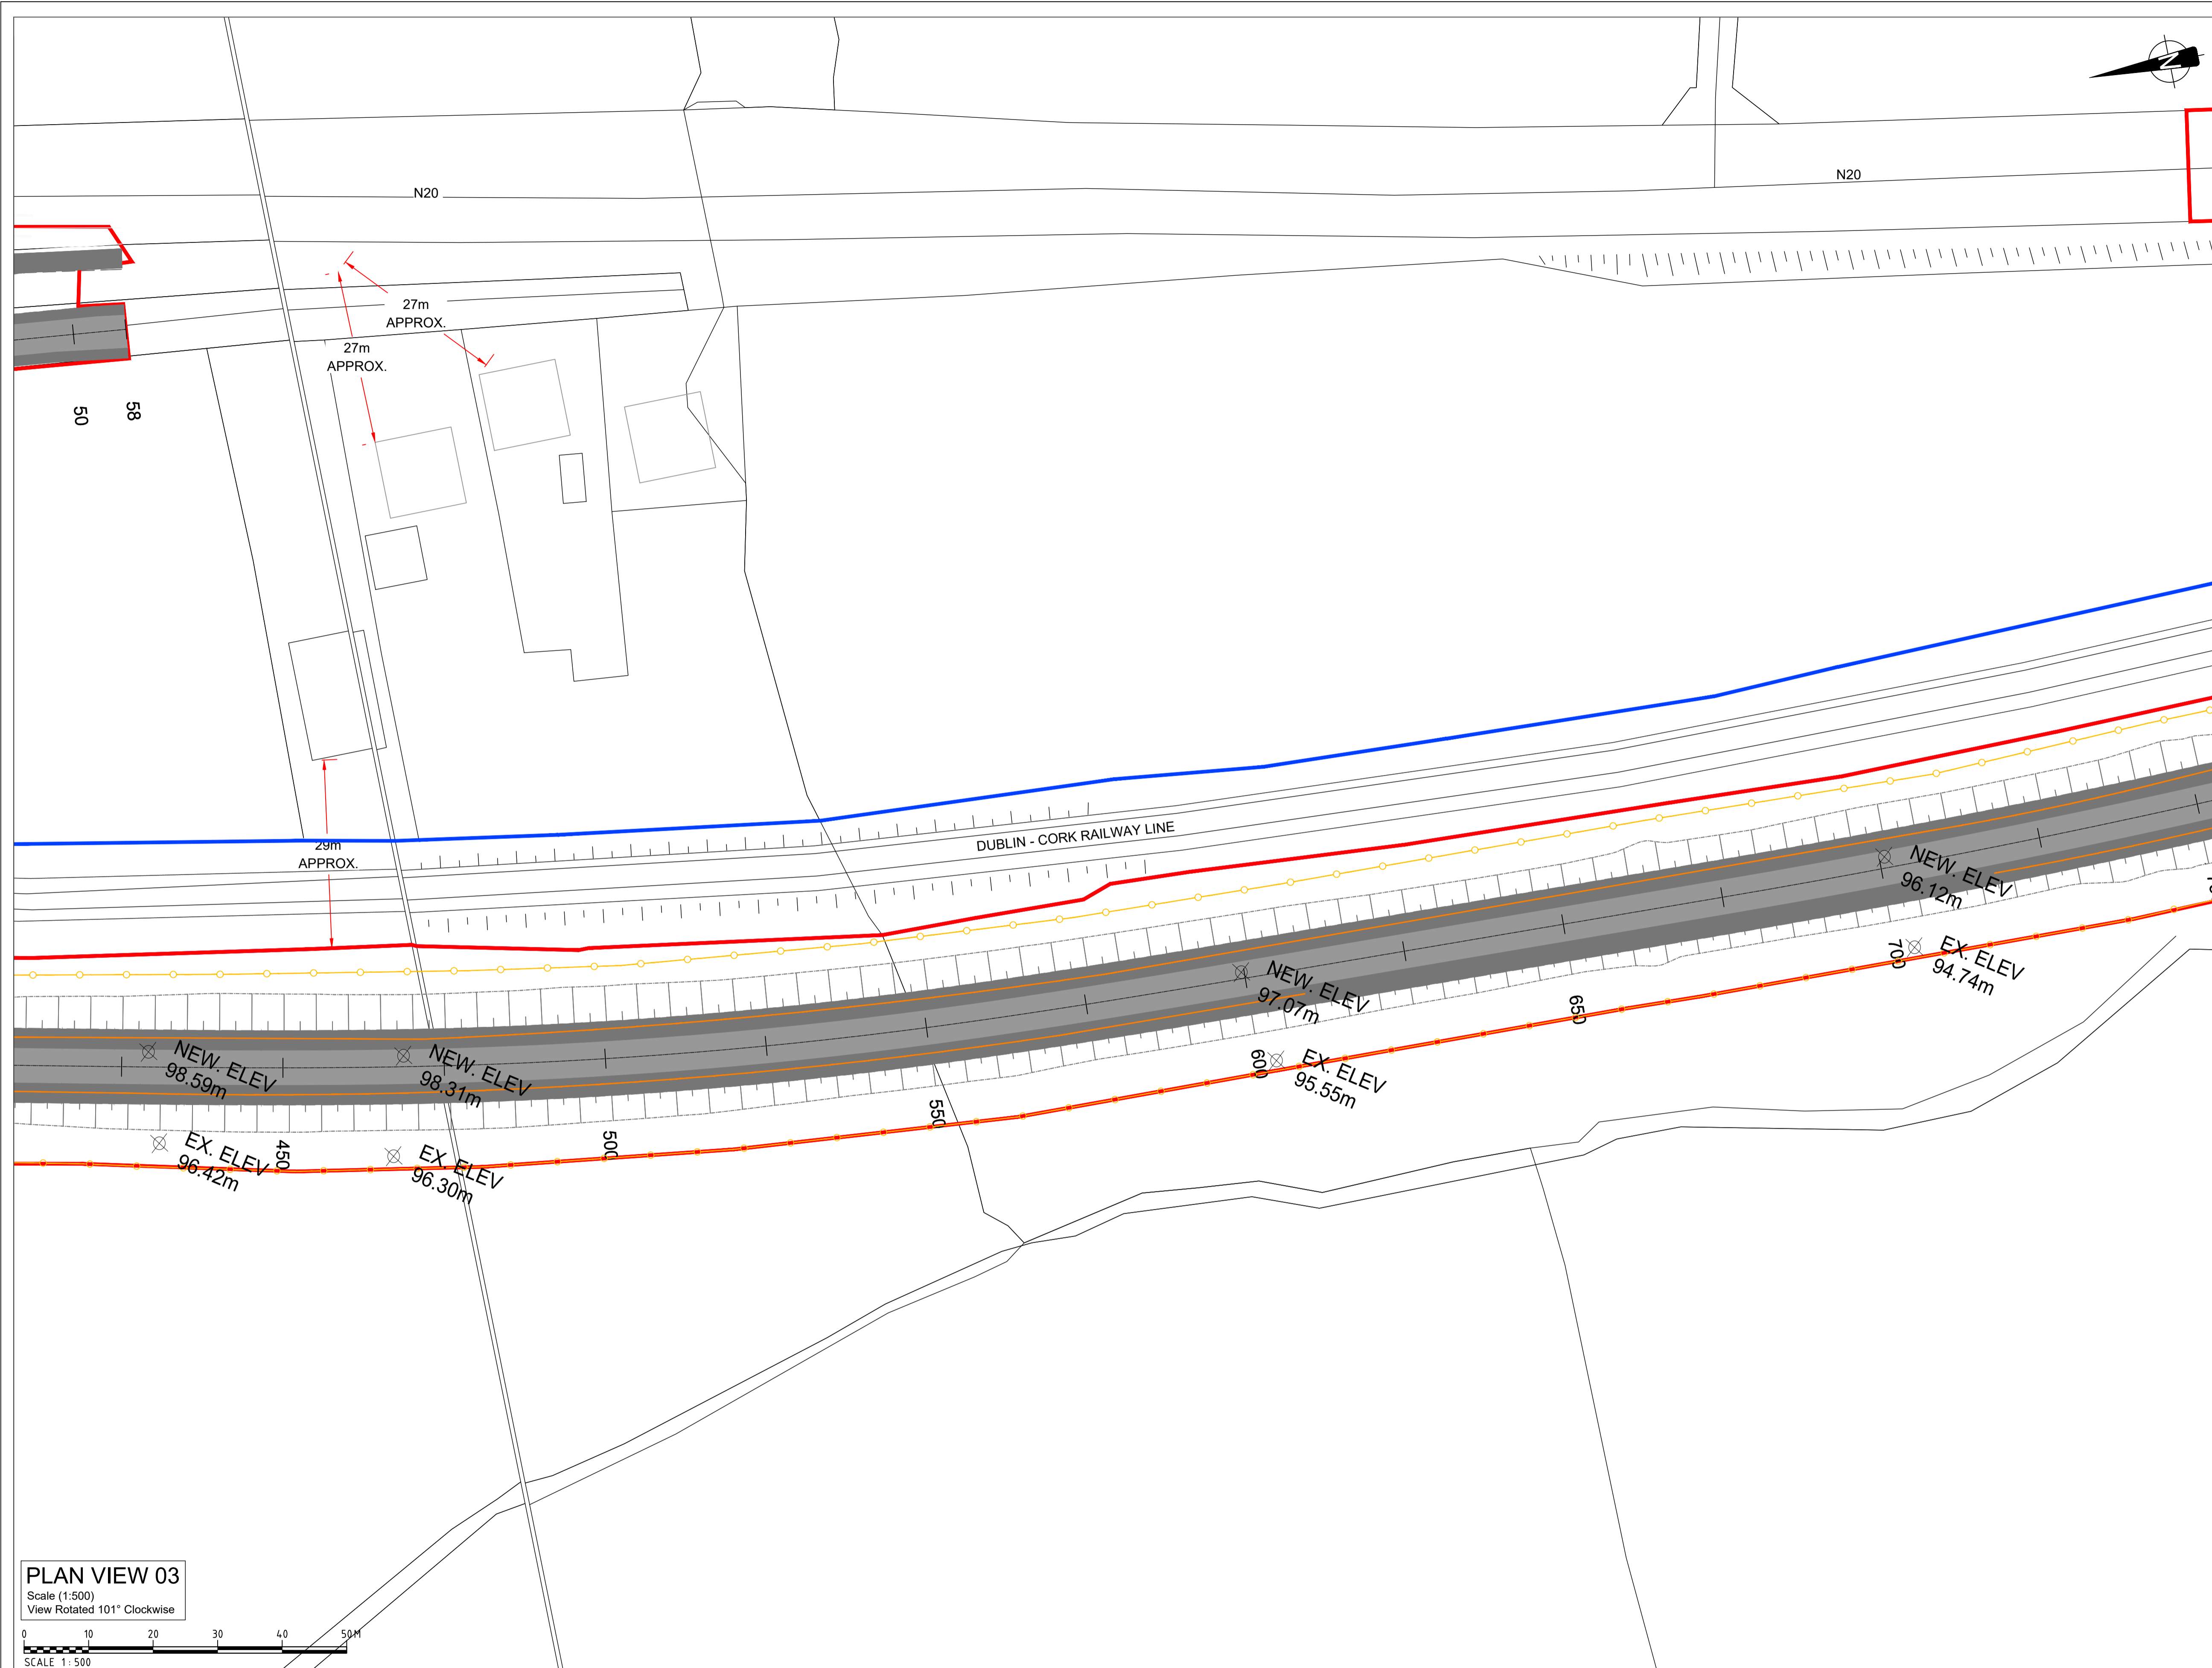 N
N20
N20
27m
APPROX.
27m
APPROX.
50
58
29m
APPROX.
DUBLIN - CORK RAILWAY LINE
NEW. ELEV
96.12m
EX. ELEV
94.74m
700
NEW. ELEV
97.07m
650
EX. ELEV
95.55m
600
NEW. ELEV
98.59m
NEW. ELEV
98.31m
550
EX. ELEV
96.42m
450
EX. ELEV
96.30m
500
PLAN VIEW 03
Scale (1:500)
View Rotated 101° Clockwise
0 10 20 30 40 50M
SCALE 1:500